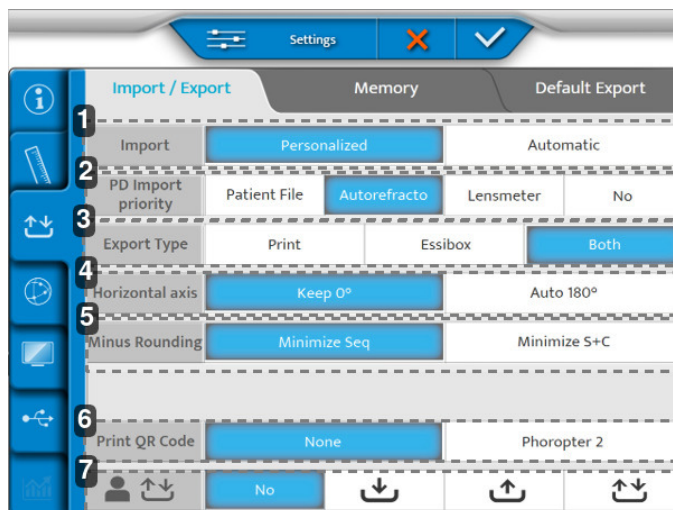 Settings
Import / Export Memory Default Export
1
Import Personalized Automatic
2
PD Import priority Patient File Autorefracto Lensmeter No
3
Export Type Print Essibox Both
4
Horizontal axis Keep 0° Auto 180°
5
Minus Rounding Minimize Seq Minimize S+C
6
Print QR Code None Phoropter 2
7
No